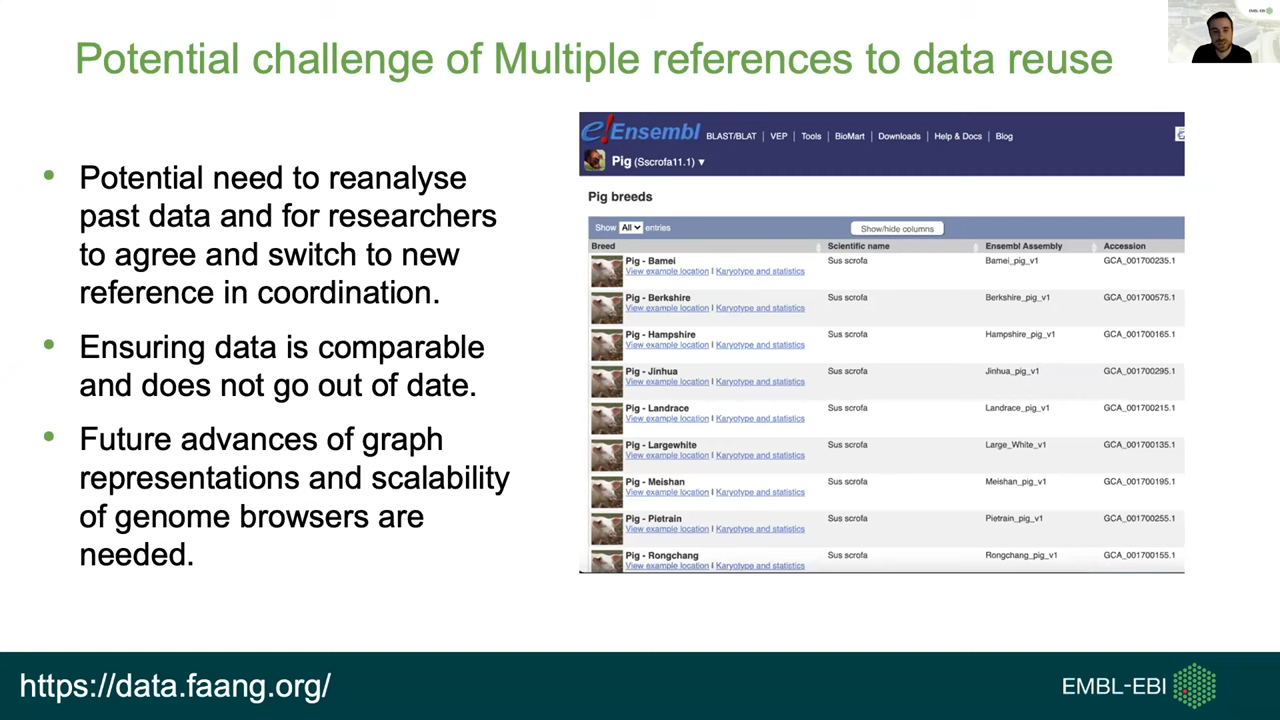 Potential challenge of Multiple references to data reuse
EMBL-EBI
• Potential need to reanalyse
past data and for researchers
to agree and switch to new
reference in coordination.
• Ensuring data is comparable
and does not go out of date.
• Future advances of graph
representations and scalability
of genome browsers are
needed.
e!Ensembl BLAST/BLAT | VEP | Tools | BioMart | Downloads | Help & Docs | Blog
Pig (Sscrofa11.1) ▼
Pig breeds
Show All entries Show/hide columns
Breed Scientific name Ensembl Assembly Accession
Pig - Bamei Sus scrofa Bamei_pig_v1 GCA_001700235.1
View example location | Karyotype and statistics
Pig - Berkshire Sus scrofa Berkshire_pig_v1 GCA_001700575.1
View example location | Karyotype and statistics
Pig - Hampshire Sus scrofa Hampshire_pig_v1 GCA_001700165.1
View example location | Karyotype and statistics
Pig - Jinhua Sus scrofa Jinhua_pig_v1 GCA_001700295.1
View example location | Karyotype and statistics
Pig - Landrace Sus scrofa Landrace_pig_v1 GCA_001700215.1
View example location | Karyotype and statistics
Pig - Largewhite Sus scrofa Large_White_v1 GCA_001700135.1
View example location | Karyotype and statistics
Pig - Meishan Sus scrofa Meishan_pig_v1 GCA_001700195.1
View example location | Karyotype and statistics
Pig - Pietrain Sus scrofa Pietrain_pig_v1 GCA_001700255.1
View example location | Karyotype and statistics
Pig - Rongchang Sus scrofa Rongchang_pig_v1 GCA_001700155.1
View example location | Karyotype and statistics
https://data.faang.org/
EMBL-EBI